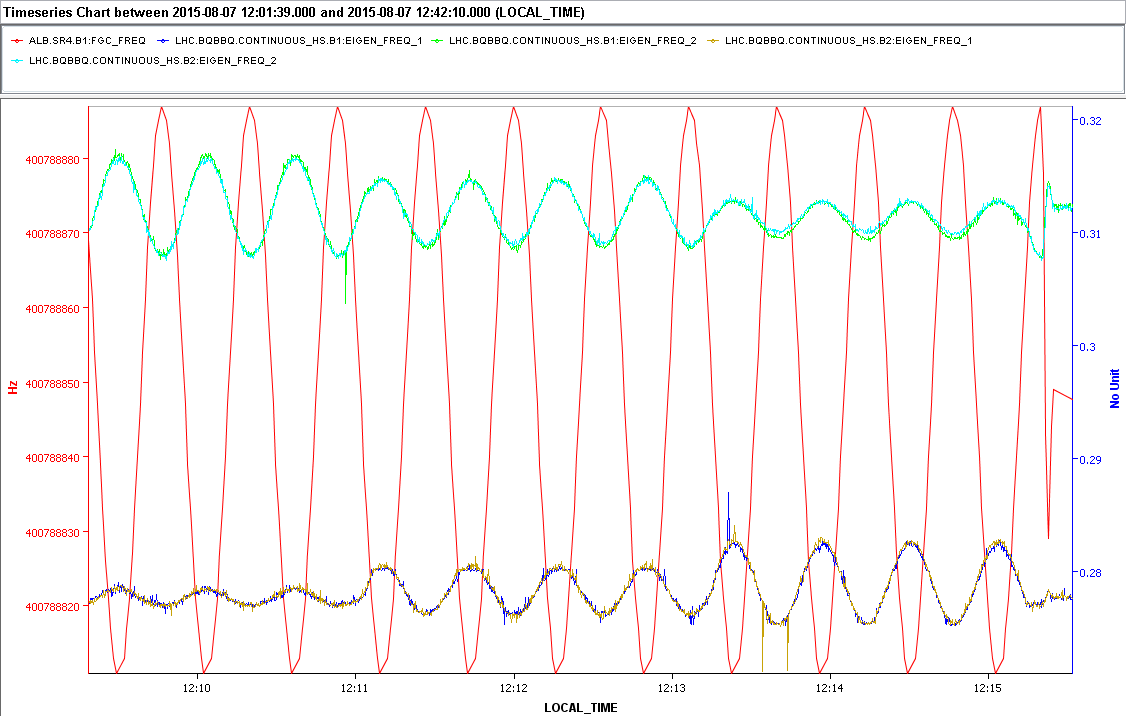 Timeseries Chart between 2015-08-07 12:01:39.000 and 2015-08-07 12:42:10.000 (LOCAL_TIME)
ALB.SR4.B1:FGC_FREQ LHC.BQBBQ.CONTINUOUS_HS.B1:EIGEN_FREQ_1 LHC.BQBBQ.CONTINUOUS_HS.B1:EIGEN_FREQ_2 LHC.BQBBQ.CONTINUOUS_HS.B2:EIGEN_FREQ_1
LHC.BQBBQ.CONTINUOUS_HS.B2:EIGEN_FREQ_2
Hz
400788880
400788870
400788860
400788850
400788840
400788830
400788820
0.32
0.31
0.3
0.29
0.28
No Unit
12:10 12:11 12:12 12:13 12:14 12:15
LOCAL_TIME